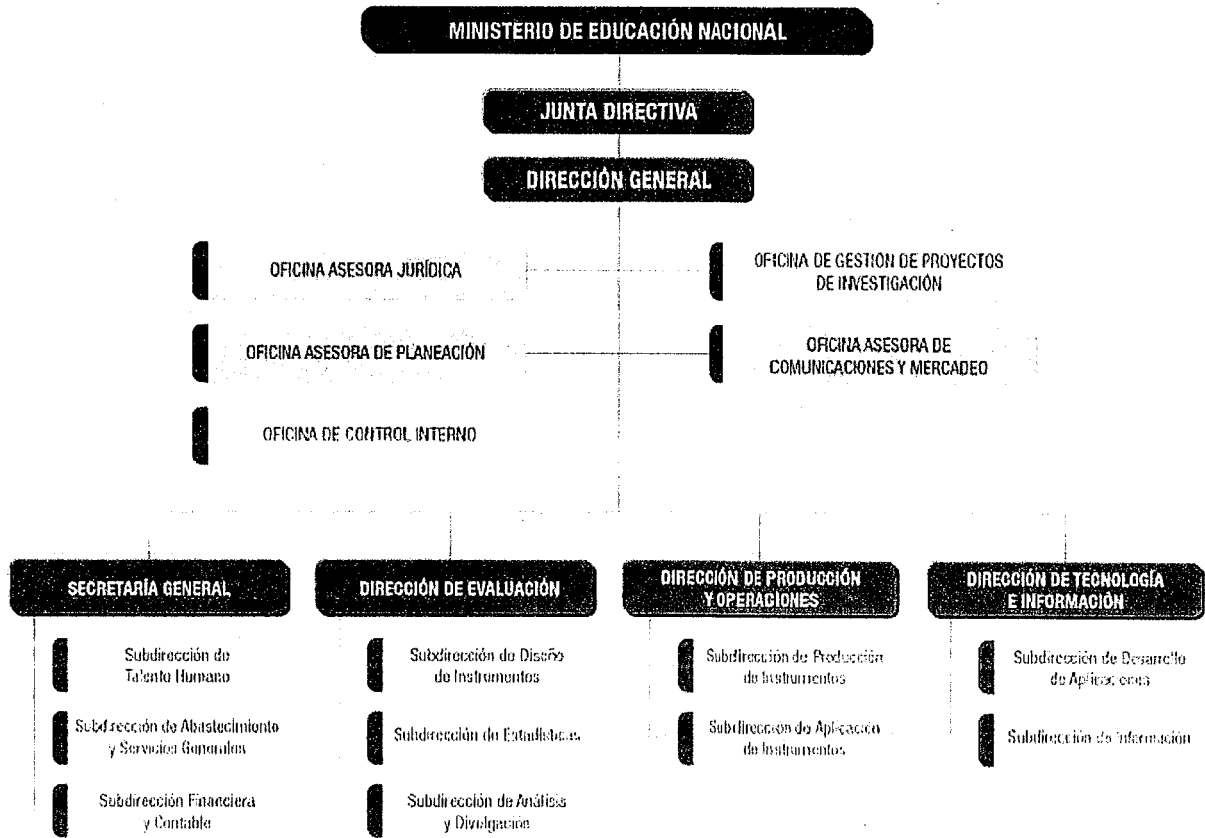 MINISTERIO DE EDUCACIÓN NACIONAL
JUNTA DIRECTIVA
DIRECCIÓN GENERAL
OFICINA ASESORA JURÍDICA
OFICINA DE GESTIÓN DE PROYECTOS
DE INVESTIGACIÓN
OFICINA ASESORA DE PLANEACIÓN
OFICINA ASESORA DE
COMUNICACIONES Y MERCADEO
OFICINA DE CONTROL INTERNO
SECRETARÍA GENERAL
Subdirección de
Talento Humano
Subdirección de Abastecimiento
y Servicios Generales
Subdirección Financiera
y Contable
DIRECCIÓN DE EVALUACIÓN
Subdirección de Diseño
de Instrumentos
Subdirección de Estadísticas
Subdirección de Análisis
y Divulgación
DIRECCIÓN DE PRODUCCIÓN
Y OPERACIONES
Subdirección de Producción
de Instrumentos
Subdirección de Aplicación
de Instrumentos
DIRECCIÓN DE TECNOLOGÍA
E INFORMACIÓN
Subdirección de Desarrollo
de Aplicaciones
Subdirección de Información